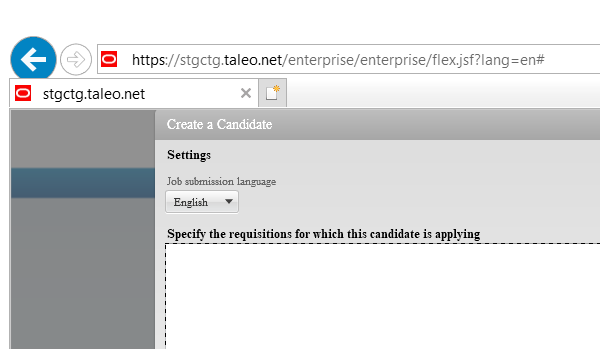 https://stgctg.taleo.net/enterprise/enterprise/flex.jsf?lang=en#
stgctg.taleo.net
Create a Candidate
Settings
Job submission language
English
Specify the requisitions for which this candidate is applying